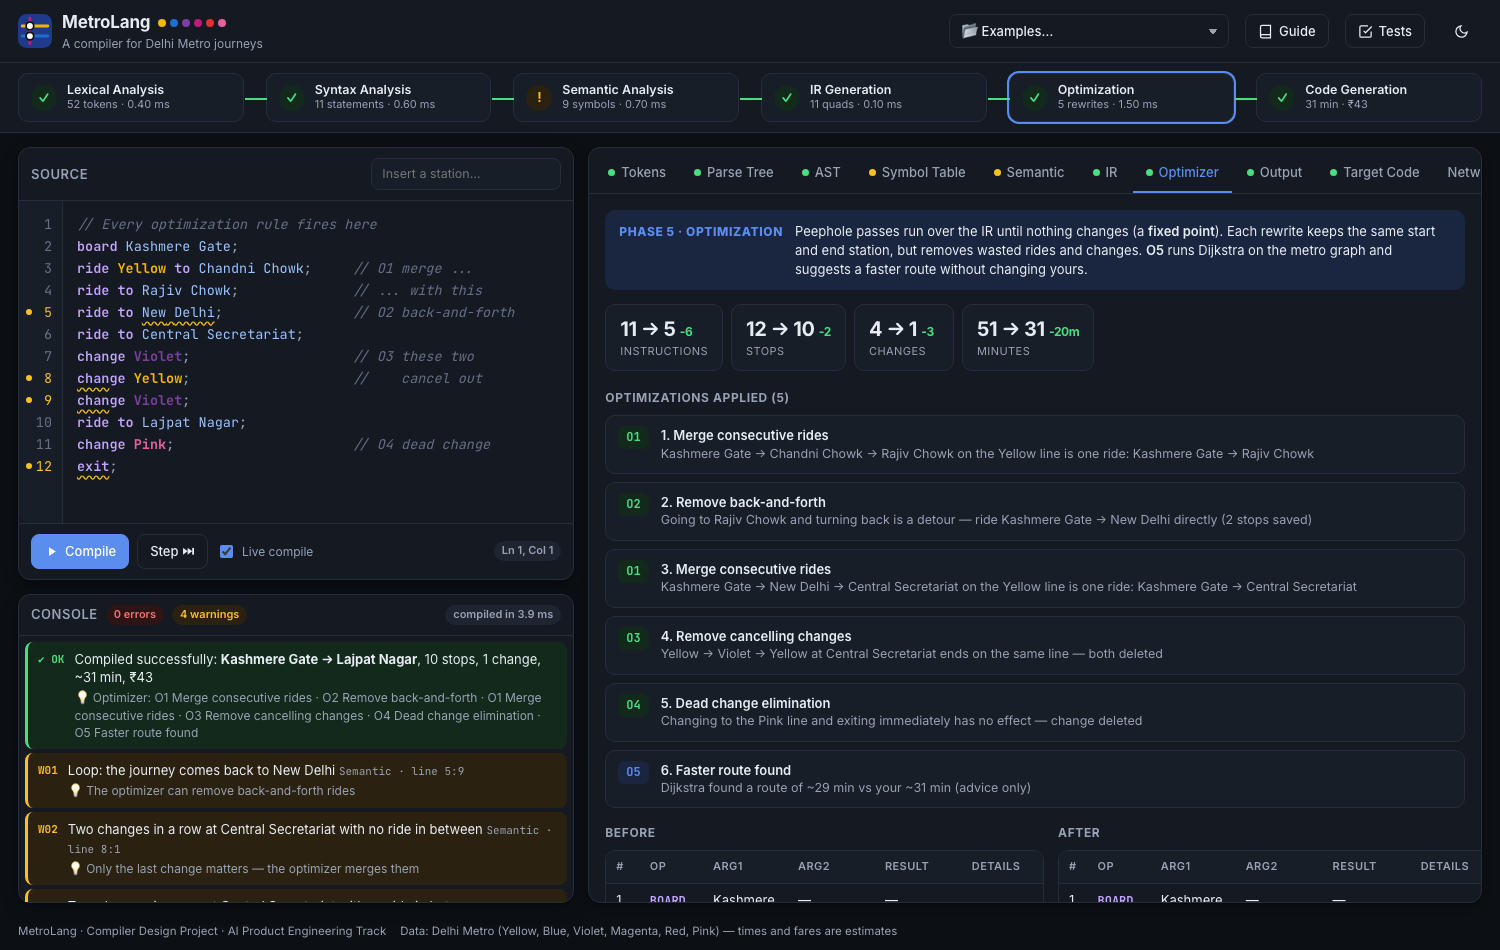 MetroLang
A compiler for Delhi Metro journeys
Examples...
Guide
Tests
Lexical Analysis
52 tokens · 0.40 ms
Syntax Analysis
11 statements · 0.60 ms
Semantic Analysis
9 symbols · 0.70 ms
IR Generation
11 quads · 0.10 ms
Optimization
5 rewrites · 1.50 ms
Code Generation
31 min · ₹43
SOURCE
Insert a station...
1 // Every optimization rule fires here
2 board Kashmere Gate;
3 ride Yellow to Chandni Chowk; // O1 merge ...
4 ride to Rajiv Chowk; // ... with this
5 ride to New Delhi; // O2 back-and-forth
6 ride to Central Secretariat;
7 change Violet; // O3 these two
8 change Yellow; // cancel out
9 change Violet;
10 ride to Lajpat Nagar;
11 change Pink; // O4 dead change
12 exit;
Compile
Step
Live compile
Ln 1, Col 1
CONSOLE 0 errors 4 warnings compiled in 3.9 ms
✔ OK Compiled successfully: Kashmere Gate → Lajpat Nagar, 10 stops, 1 change,
~31 min, ₹43
Optimizer: O1 Merge consecutive rides · O2 Remove back-and-forth · O1 Merge
consecutive rides · O3 Remove cancelling changes · O4 Dead change elimination ·
O5 Faster route found
W01 Loop: the journey comes back to New Delhi Semantic · line 5:9
The optimizer can remove back-and-forth rides
W02 Two changes in a row at Central Secretariat with no ride in between Semantic ·
line 8:1
Only the last change matters — the optimizer merges them
Tokens
Parse Tree
AST
Symbol Table
Semantic
IR
Optimizer
Output
Target Code
Netw
PHASE 5 · OPTIMIZATION Peephole passes run over the IR until nothing changes (a fixed point). Each rewrite keeps the same start
and end station, but removes wasted rides and changes. O5 runs Dijkstra on the metro graph and
suggests a faster route without changing yours.
11 → 5 -6
INSTRUCTIONS
12 → 10 -2
STOPS
4 → 1 -3
CHANGES
51 → 31 -20m
MINUTES
OPTIMIZATIONS APPLIED (5)
O1 1. Merge consecutive rides
Kashmere Gate → Chandni Chowk → Rajiv Chowk on the Yellow line is one ride: Kashmere Gate → Rajiv Chowk
O2 2. Remove back-and-forth
Going to Rajiv Chowk and turning back is a detour — ride Kashmere Gate → New Delhi directly (2 stops saved)
O1 3. Merge consecutive rides
Kashmere Gate → New Delhi → Central Secretariat on the Yellow line is one ride: Kashmere Gate → Central Secretariat
O3 4. Remove cancelling changes
Yellow → Violet → Yellow at Central Secretariat ends on the same line — both deleted
O4 5. Dead change elimination
Changing to the Pink line and exiting immediately has no effect — change deleted
O5 6. Faster route found
Dijkstra found a route of ~29 min vs your ~31 min (advice only)
BEFORE
# OP ARG1 ARG2 RESULT DETAILS
1 BOARD Kashmere — —
AFTER
# OP ARG1 ARG2 RESULT DETAILS
1 BOARD Kashmere — —
MetroLang · Compiler Design Project · AI Product Engineering Track Data: Delhi Metro (Yellow, Blue, Violet, Magenta, Red, Pink) — times and fares are estimates